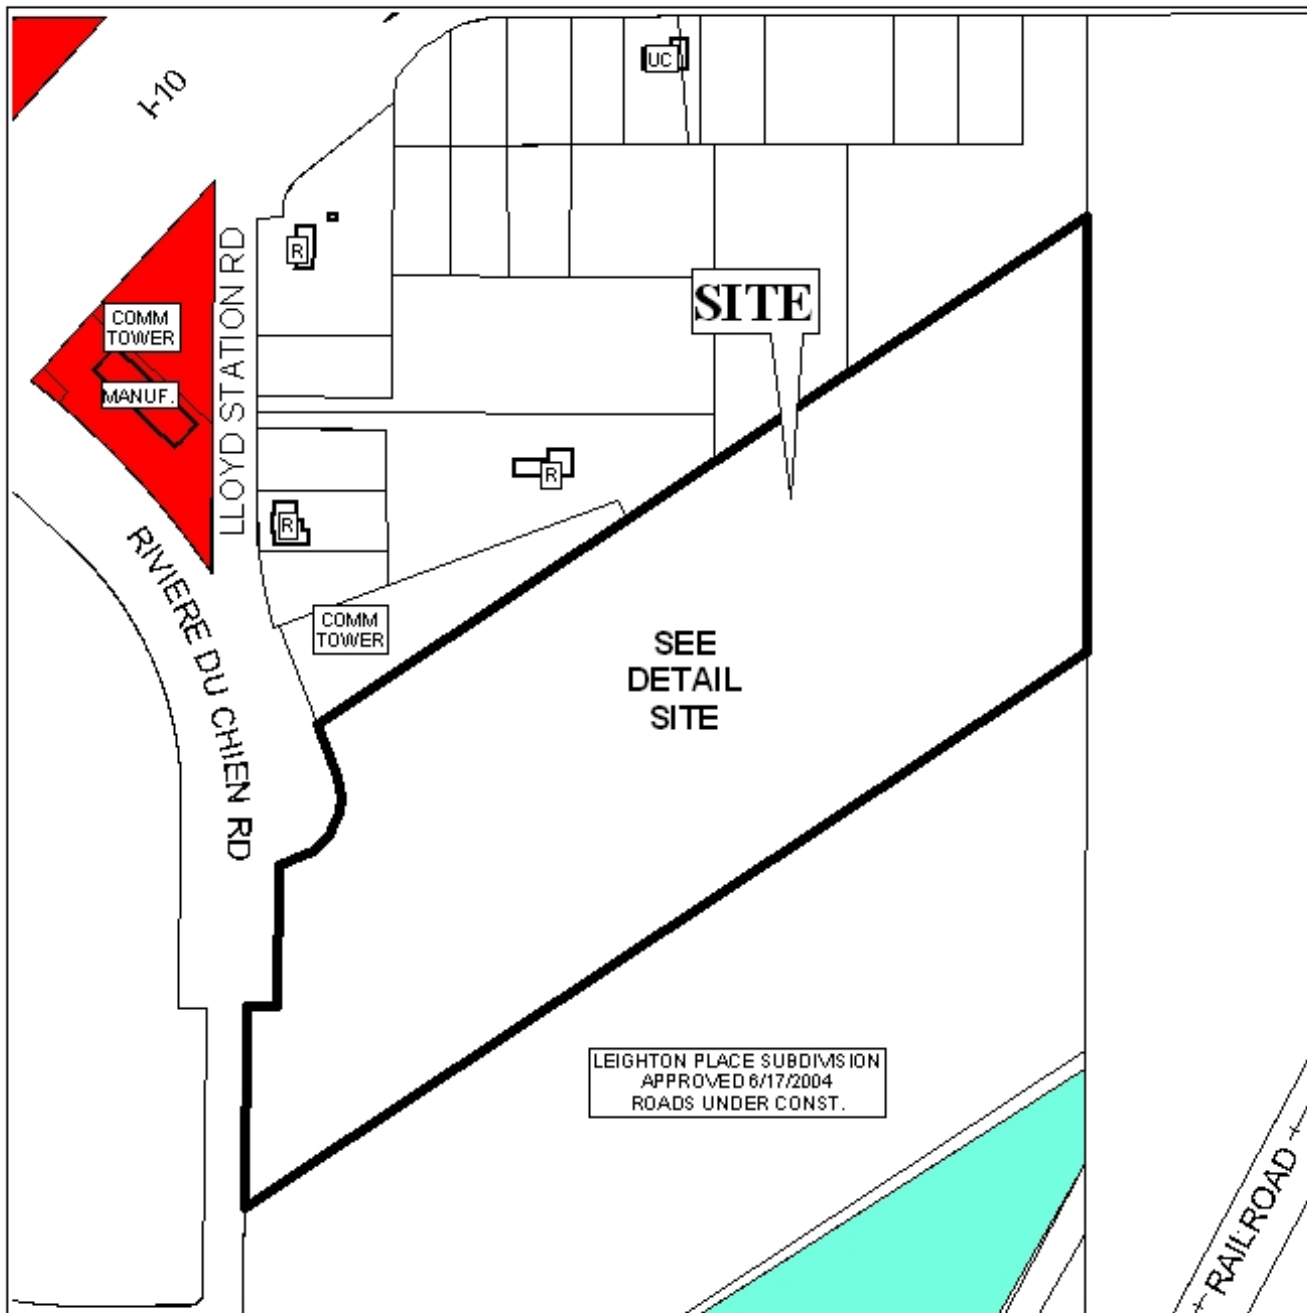 I-10
UC
R
LLOYD STATION RD
SITE
COMM
TOWER
MANUF.
R
R
RIVIERE DU CHIEN RD
COMM
TOWER
SEE
DETAIL
SITE
LEIGHTON PLACE SUBDIVISION
APPROVED 6/17/2004
ROADS UNDER CONST.
RAILROAD